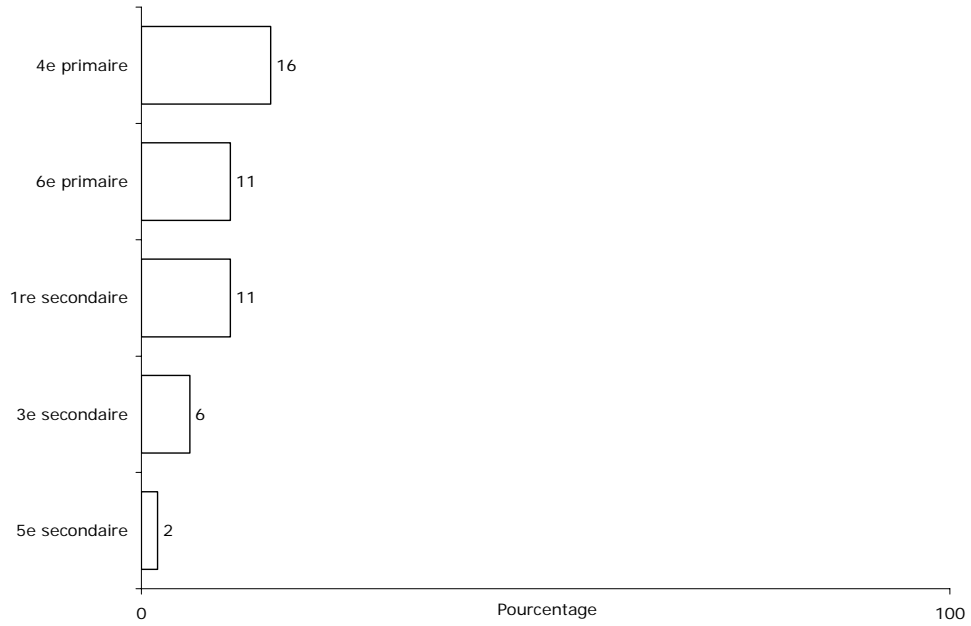 4e primaire 16
6e primaire 11
1re secondaire 11
3e secondaire 6
5e secondaire 2
0 Pourcentage 100